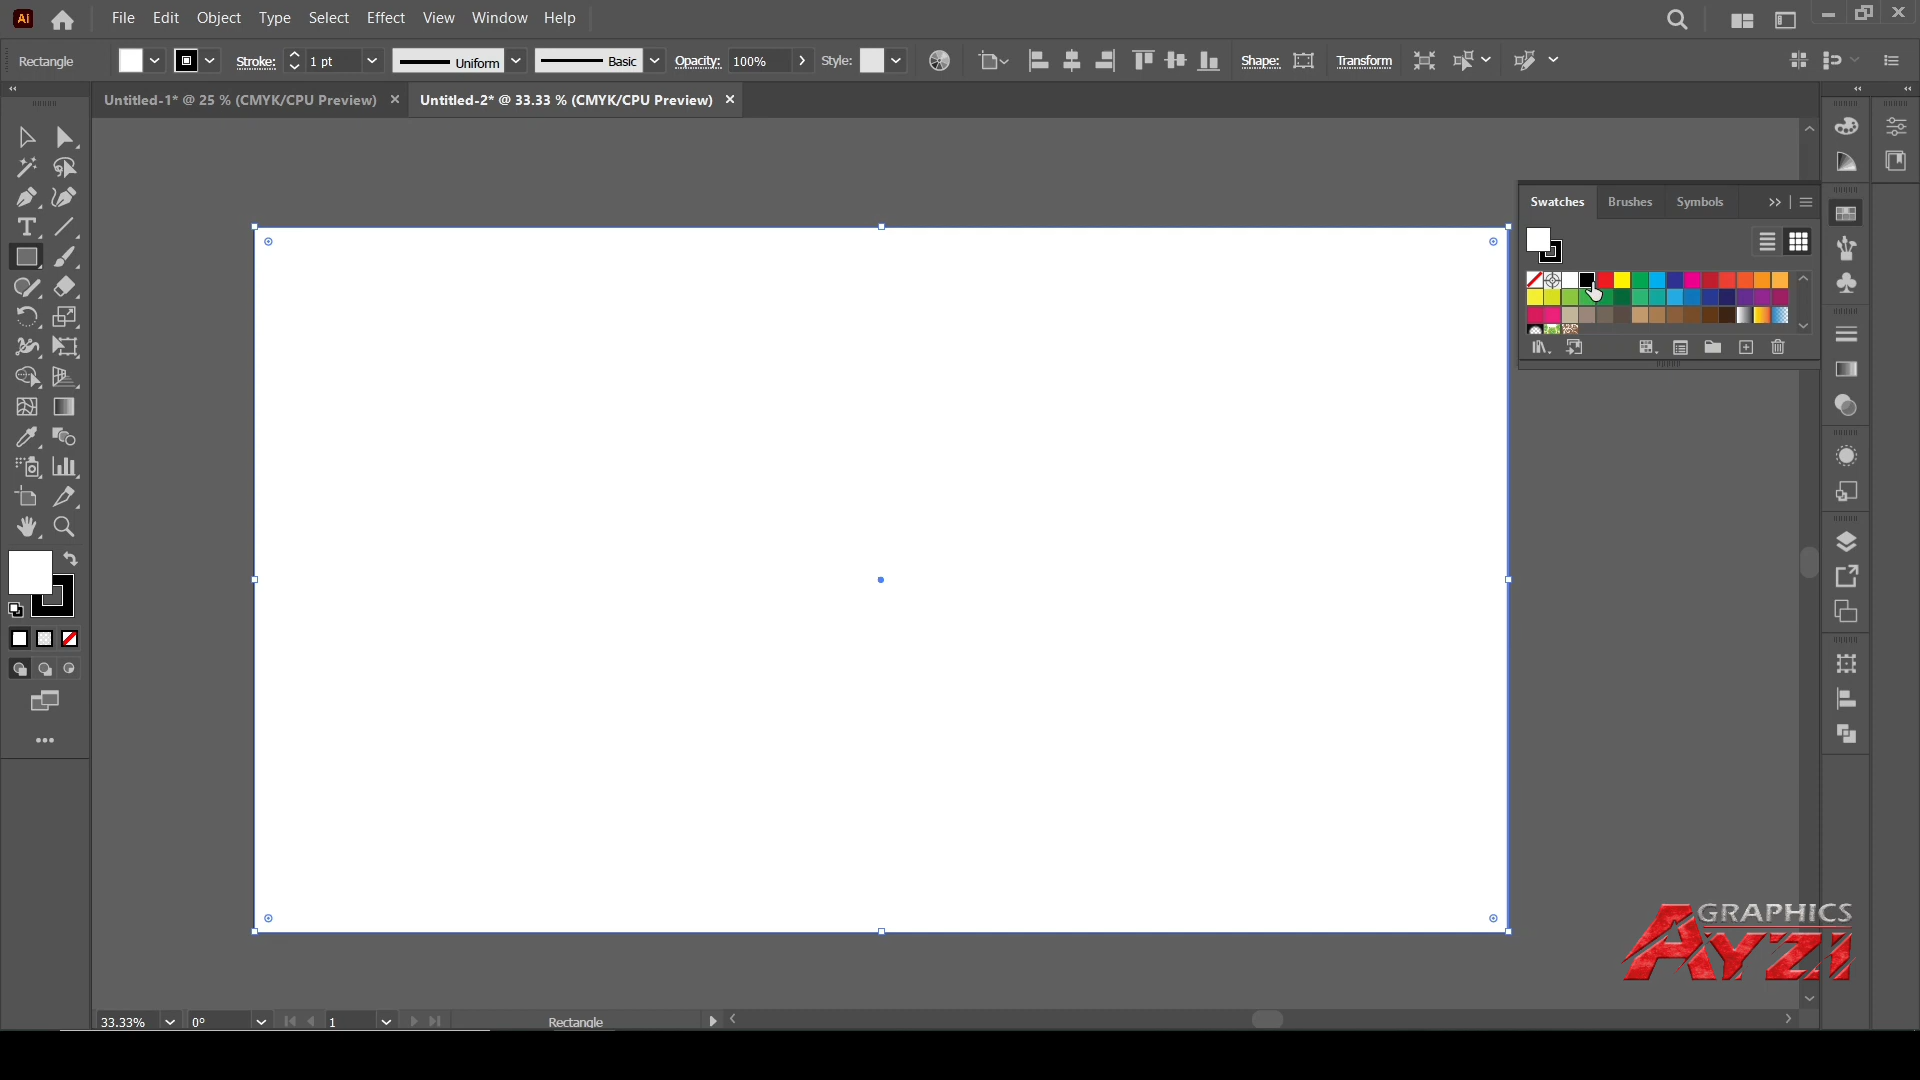 Ai File Edit Object Type Select Effect View Window Help
Rectangle Stroke: 1 pt Uniform Basic Opacity: 100% Style: Shape: Transform
Untitled-1* @ 25 % (CMYK/CPU Preview) Untitled-2* @ 33.33 % (CMYK/CPU Preview)
Swatches Brushes Symbols
T
GRAPHICS
AYZI
33.33% 0° 1 Rectangle